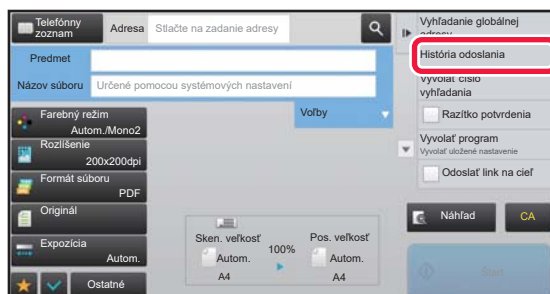 Telefónny
zoznam
Adresa
Stlačte na zadanie adresy
Predmet
Názov súboru
Určené pomocou systémových nastavení
Voľby
Farebný režim
Autom./Mono2
Rozlíšenie
200x200dpi
Formát súboru
PDF
Originál
Expozícia
Autom.
Ostatné
Sken. veľkosť
Autom.
A4
100%
Pos. veľkosť
Autom.
A4
Vyhľadanie globálnej
adresy
História odoslania
Vyvolať číslo
vyhľadania
Razítko potvrdenia
Vyvolať program
Vyvolať uložené nastavenie
Odoslať link na cieľ
Náhľad
CA
Štart